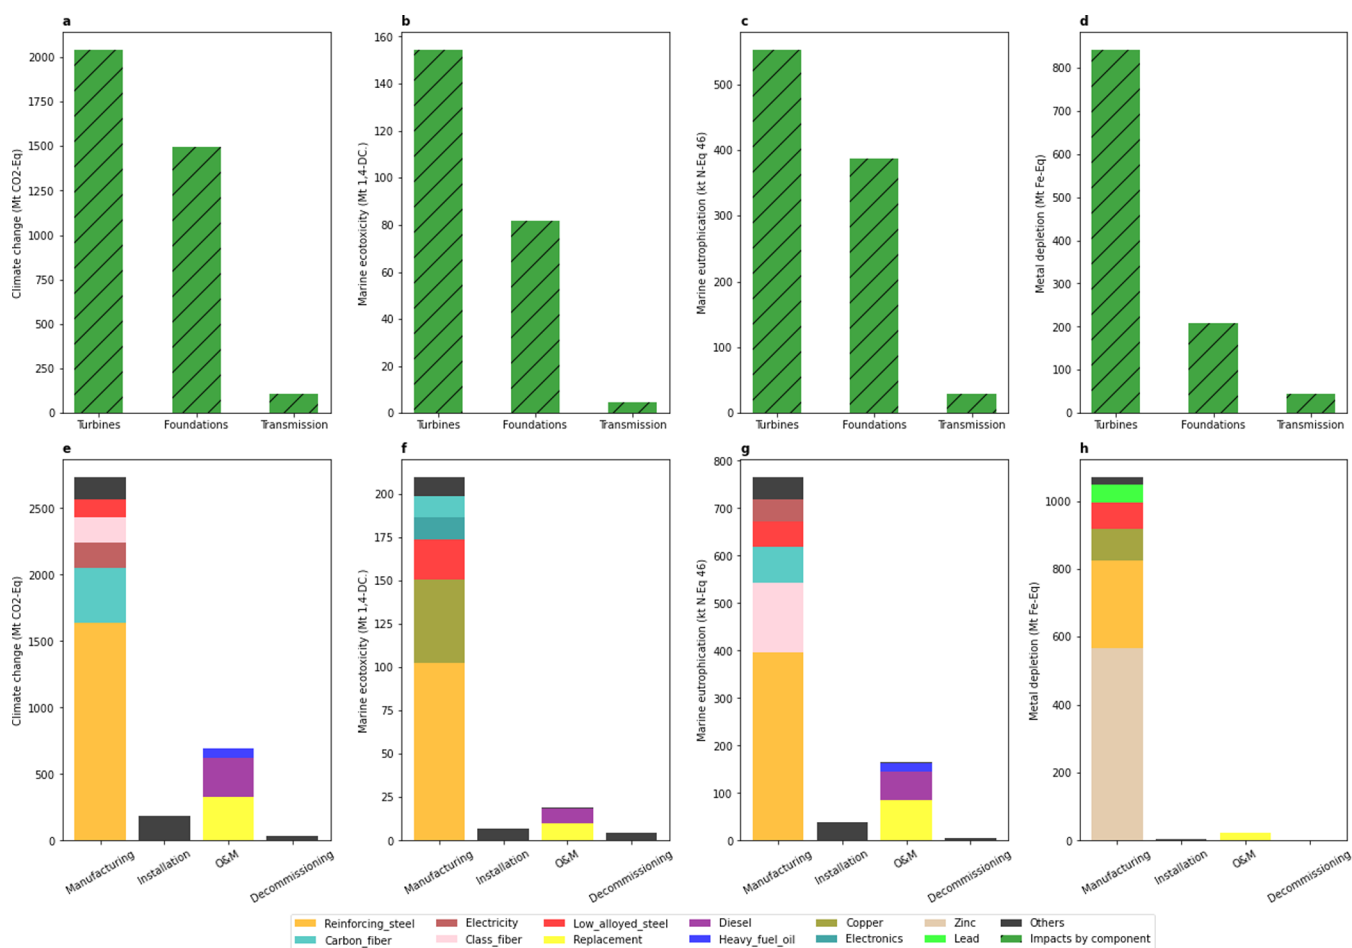 a
b
c
d
Climate change (Mt CO2-Eq)
2000
1750
1500
1250
1000
750
500
250
0
Turbines
Foundations
Transmission
Marine ecotoxicity (Mt 1,4-DC.)
160
140
120
100
80
60
40
20
0
Turbines
Foundations
Transmission
Marine eutrophication (kt N-Eq 46)
500
400
300
200
100
0
Turbines
Foundations
Transmission
Metal depletion (Mt Fe-Eq)
800
700
600
500
400
300
200
100
0
Turbines
Foundations
Transmission
e
f
g
h
Climate change (Mt CO2-Eq)
2500
2000
1500
1000
500
0
Manufacturing
Installation
O&M
Decommissioning
Marine ecotoxicity (Mt 1,4-DC.)
200
175
150
125
100
75
50
25
0
Manufacturing
Installation
O&M
Decommissioning
Marine eutrophication (kt N-Eq 46)
800
700
600
500
400
300
200
100
0
Manufacturing
Installation
O&M
Decommissioning
Metal depletion (Mt Fe-Eq)
1000
800
600
400
200
0
Manufacturing
Installation
O&M
Decommissioning
Reinforcing_steel Electricity Low_alloyed_steel Diesel Copper Zinc Others
Carbon_fiber Class_fiber Replacement Heavy_fuel_oil Electronics Lead Impacts by component